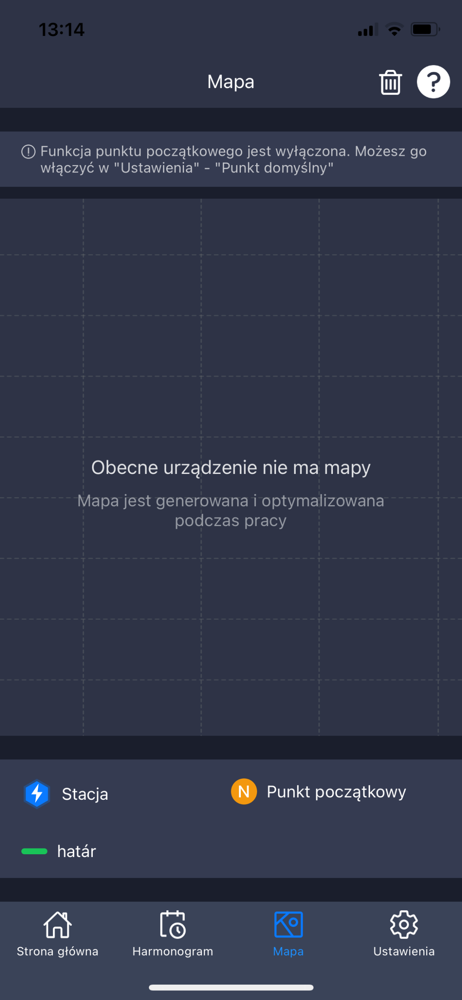 13:14
Mapa
Funkcja punktu początkowego jest wyłączona. Możesz go
włączyć w "Ustawienia" - "Punkt domyślny"
Obecne urządzenie nie ma mapy
Mapa jest generowana i optymalizowana
podczas pracy
Stacja
N Punkt początkowy
határ
Strona główna
Harmonogram
Mapa
Ustawienia